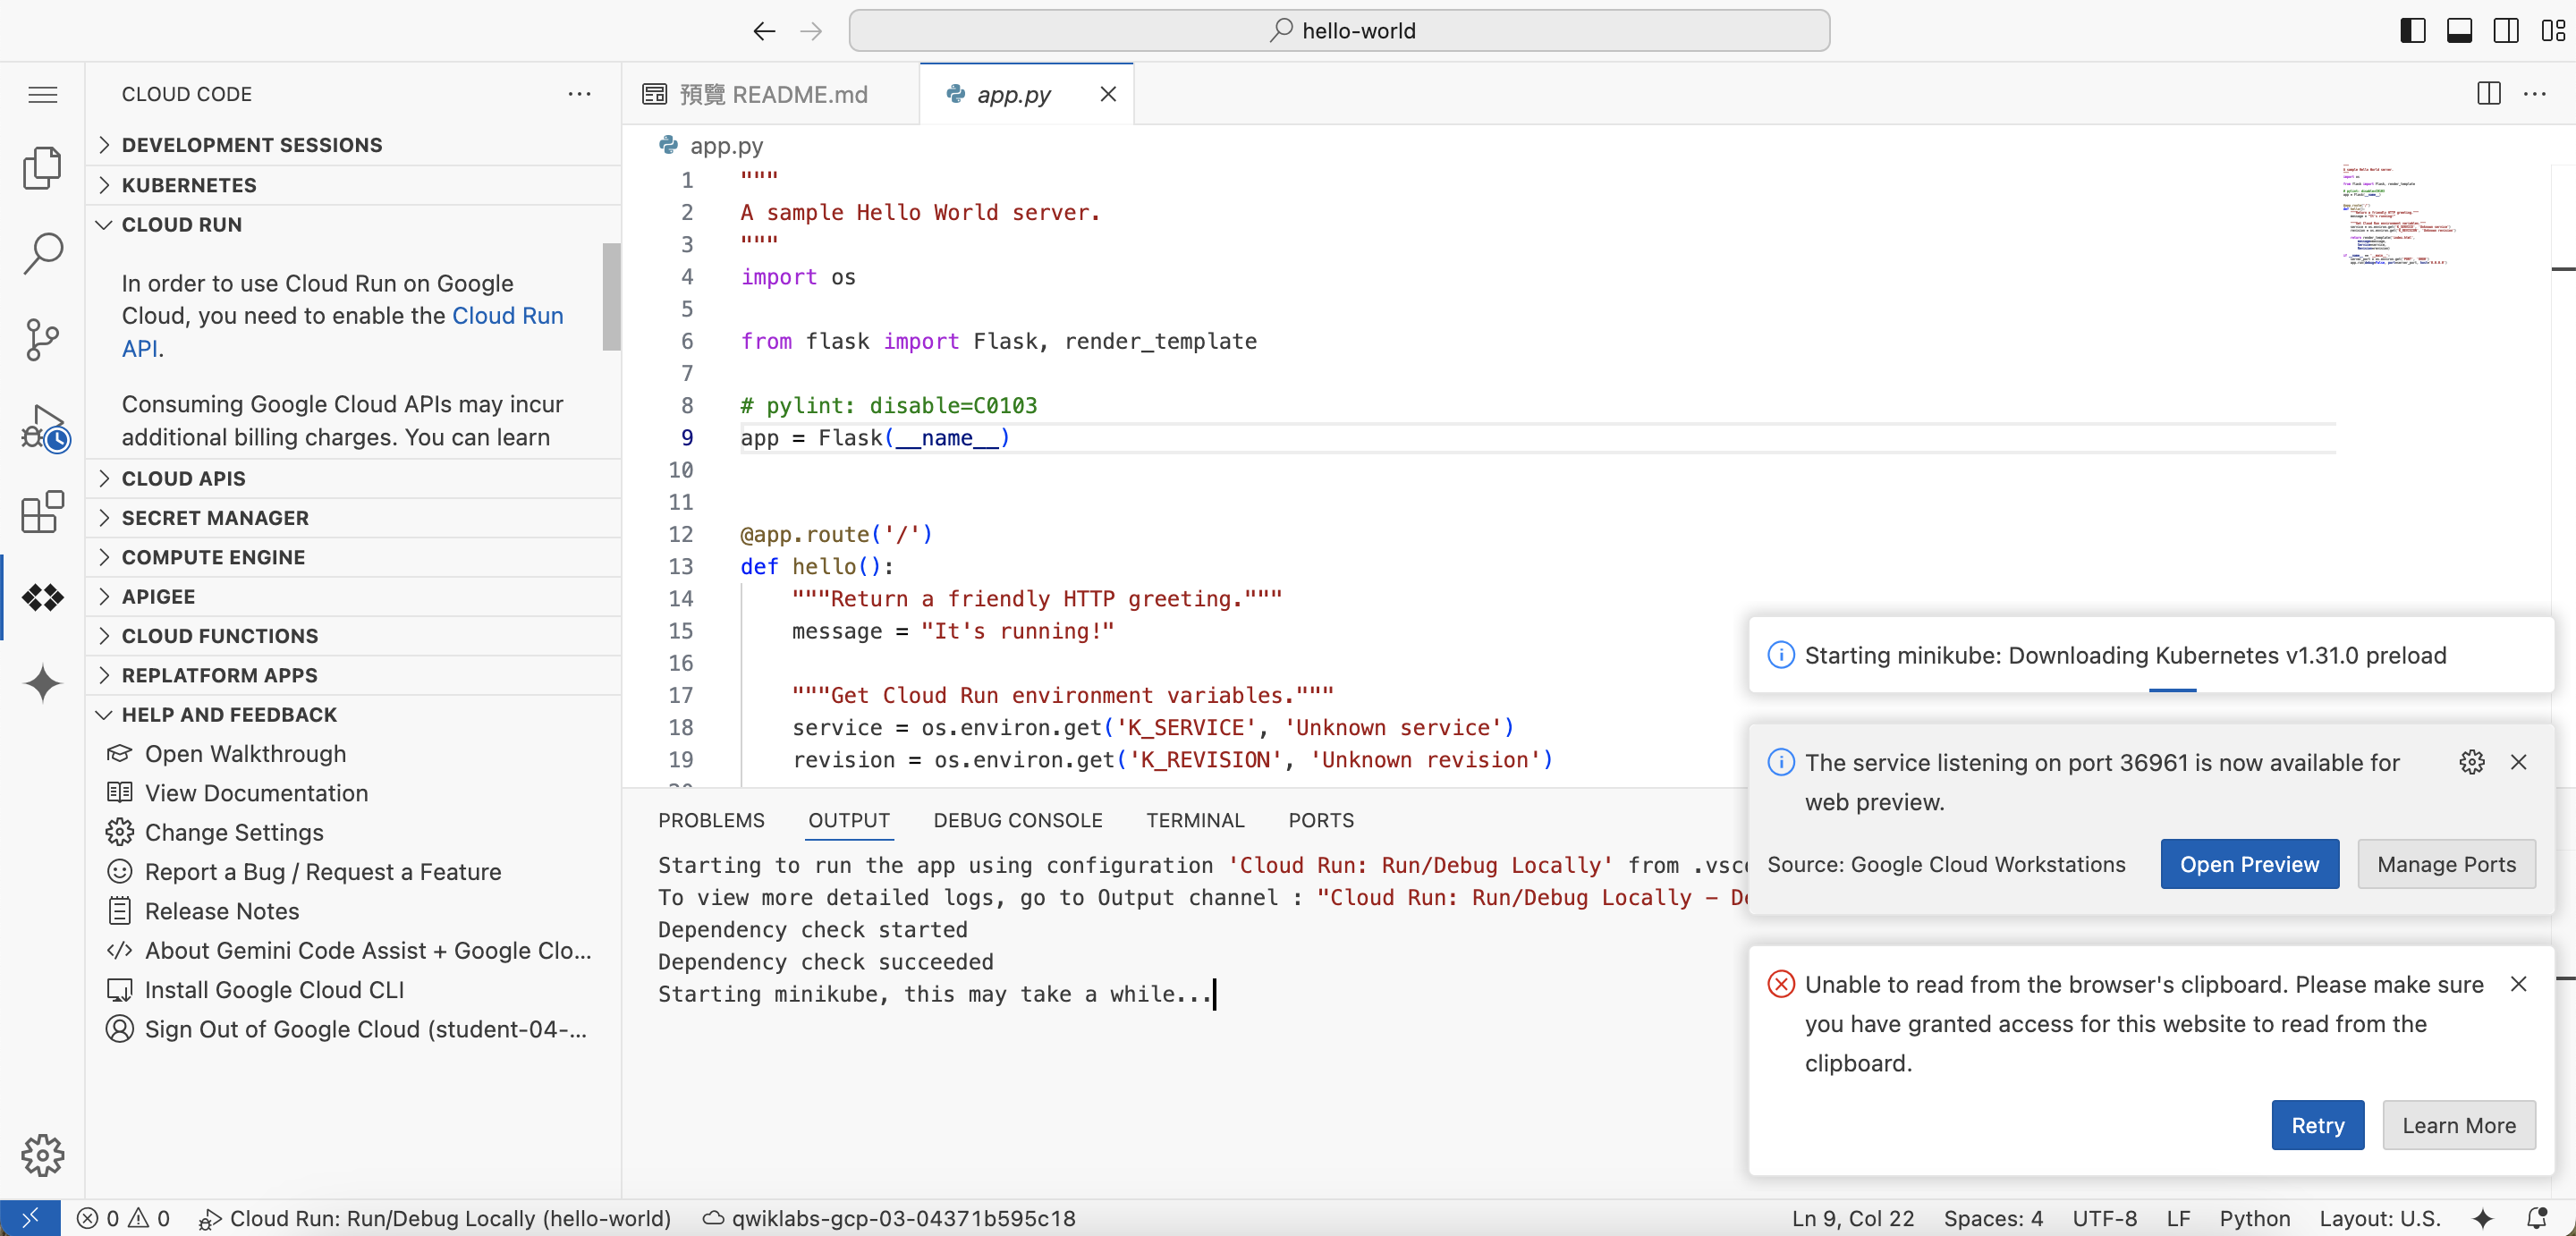 hello-world
CLOUD CODE
DEVELOPMENT SESSIONS
KUBERNETES
CLOUD RUN
In order to use Cloud Run on Google
Cloud, you need to enable the Cloud Run
API.
Consuming Google Cloud APIs may incur
additional billing charges. You can learn
CLOUD APIS
SECRET MANAGER
COMPUTE ENGINE
APIGEE
CLOUD FUNCTIONS
REPLATFORM APPS
HELP AND FEEDBACK
Open Walkthrough
View Documentation
Change Settings
Report a Bug / Request a Feature
Release Notes
About Gemini Code Assist + Google Clo...
Install Google Cloud CLI
Sign Out of Google Cloud (student-04-...
預覽 README.md
app.py
app.py
1 """
2 A sample Hello World server.
3 """
4 import os
5
6 from flask import Flask, render_template
7
8 # pylint: disable=C0103
9 app = Flask(__name__)
10
11
12 @app.route('/')
13 def hello():
14     """Return a friendly HTTP greeting."""
15     message = "It's running!"
16
17     """Get Cloud Run environment variables."""
18     service = os.environ.get('K_SERVICE', 'Unknown service')
19     revision = os.environ.get('K_REVISION', 'Unknown revision')
PROBLEMS OUTPUT DEBUG CONSOLE TERMINAL PORTS
Starting to run the app using configuration 'Cloud Run: Run/Debug Locally' from .vsc
To view more detailed logs, go to Output channel : "Cloud Run: Run/Debug Locally - D
Dependency check started
Dependency check succeeded
Starting minikube, this may take a while...
Starting minikube: Downloading Kubernetes v1.31.0 preload
The service listening on port 36961 is now available for
web preview.
Source: Google Cloud Workstations
Open Preview
Manage Ports
Unable to read from the browser's clipboard. Please make sure
you have granted access for this website to read from the
clipboard.
Retry
Learn More
0 0 Cloud Run: Run/Debug Locally (hello-world) qwiklabs-gcp-03-04371b595c18 Ln 9, Col 22 Spaces: 4 UTF-8 LF Python Layout: U.S.